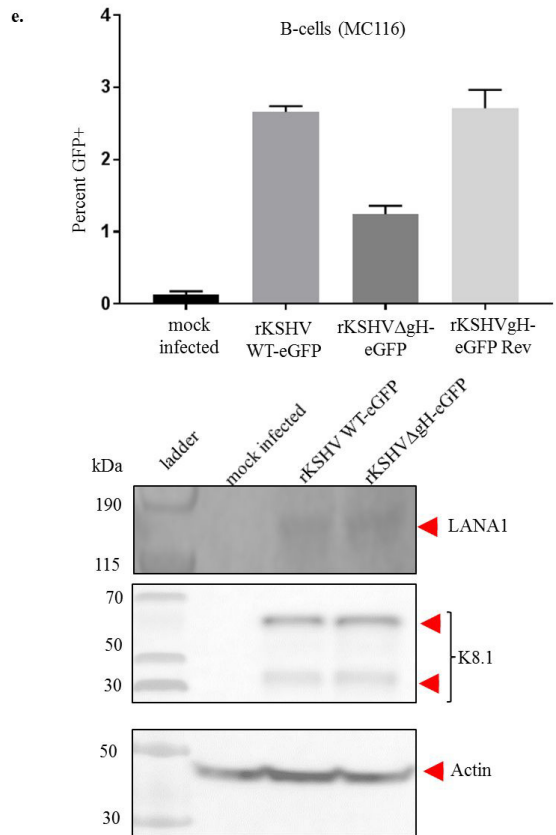 e.
B-cells (MC116)
Percent GFP+
4
3
2
1
0
mock
infected
rKSHV
WT-eGFP
rKSHVΔgH-
eGFP
rKSHVgH-
eGFP Rev
kDa
ladder
mock infected
rKSHV WT-eGFP
rKSHVΔgH-eGFP
190
115
LANA1
70
50
30
K8.1
50
30
Actin